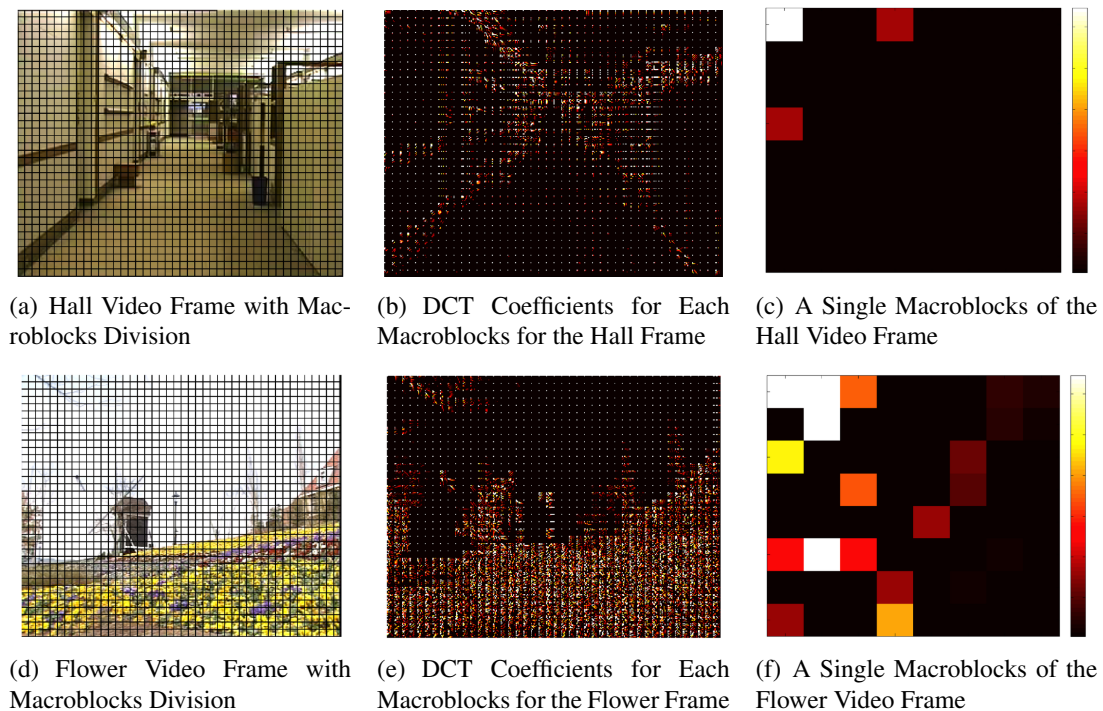 (a) Hall Video Frame with Mac-
roblocks Division
(b) DCT Coefficients for Each
Macroblocks for the Hall Frame
(c) A Single Macroblocks of the
Hall Video Frame
(d) Flower Video Frame with
Macroblocks Division
(e) DCT Coefficients for Each
Macroblocks for the Flower Frame
(f) A Single Macroblocks of the
Flower Video Frame